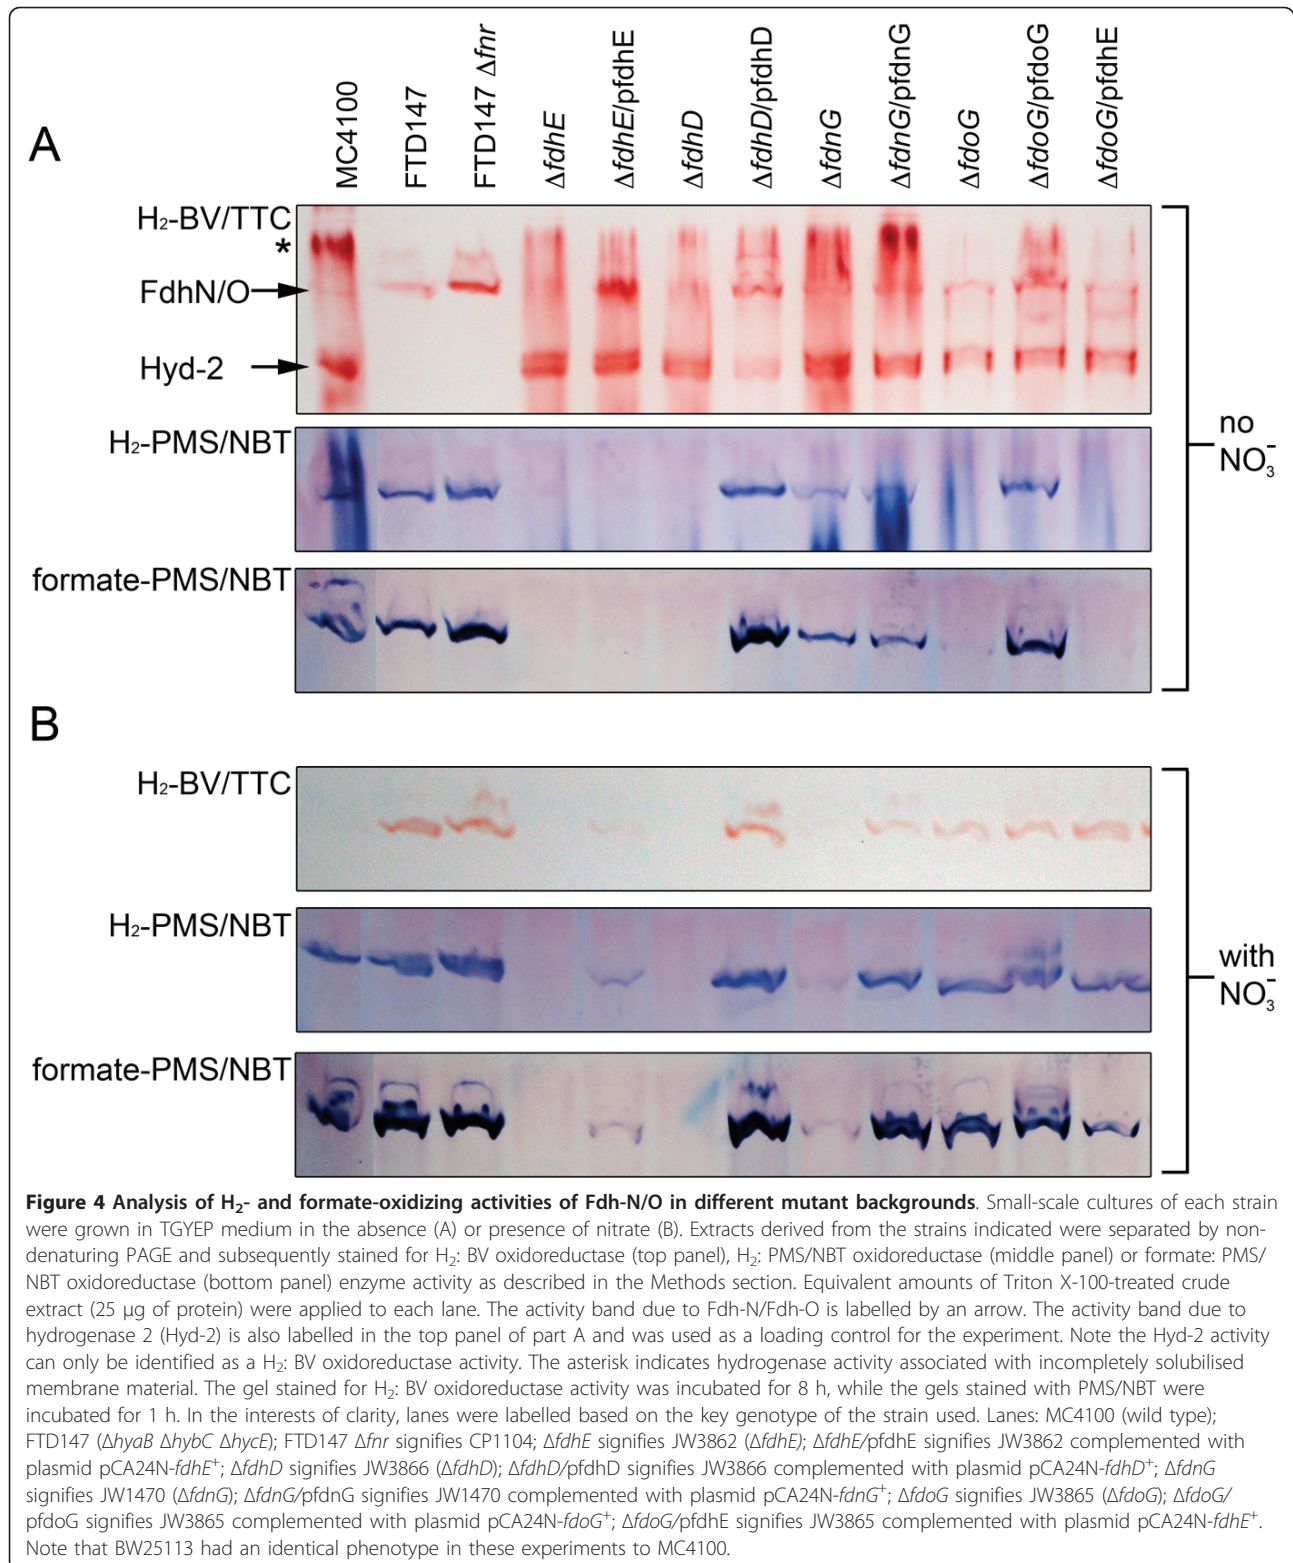 MC4100
FTD147
FTD147 Δfnr
ΔfdhE
ΔfdhE/pfdhE
ΔfdhD
ΔfdhD/pfdhD
ΔfdnG
ΔfdnG/pfdnG
ΔfdoG
ΔfdoG/pfdoG
ΔfdoG/pfdhE
A
H₂-BV/TTC
*
FdhN/O
Hyd-2
H₂-PMS/NBT
formate-PMS/NBT
no
NO₃⁻
B
H₂-BV/TTC
H₂-PMS/NBT
formate-PMS/NBT
with
NO₃⁻
Figure 4 Analysis of H₂- and formate-oxidizing activities of Fdh-N/O in different mutant backgrounds. Small-scale cultures of each strain
were grown in TGYEP medium in the absence (A) or presence of nitrate (B). Extracts derived from the strains indicated were separated by non-
denaturing PAGE and subsequently stained for H₂: BV oxidoreductase (top panel), H₂: PMS/NBT oxidoreductase (middle panel) or formate: PMS/
NBT oxidoreductase (bottom panel) enzyme activity as described in the Methods section. Equivalent amounts of Triton X-100-treated crude
extract (25 μg of protein) were applied to each lane. The activity band due to Fdh-N/Fdh-O is labelled by an arrow. The activity band due to
hydrogenase 2 (Hyd-2) is also labelled in the top panel of part A and was used as a loading control for the experiment. Note the Hyd-2 activity
can only be identified as a H₂: BV oxidoreductase activity. The asterisk indicates hydrogenase activity associated with incompletely solubilised
membrane material. The gel stained for H₂: BV oxidoreductase activity was incubated for 8 h, while the gels stained with PMS/NBT were
incubated for 1 h. In the interests of clarity, lanes were labelled based on the key genotype of the strain used. Lanes: MC4100 (wild type);
FTD147 (ΔhyaB ΔhybC ΔhycE); FTD147 Δfnr signifies CP1104; ΔfdhE signifies JW3862 (ΔfdhE); ΔfdhE/pfdhE signifies JW3862 complemented with
plasmid pCA24N-fdhE⁺; ΔfdhD signifies JW3866 (ΔfdhD); ΔfdhD/pfdhD signifies JW3866 complemented with plasmid pCA24N-fdhD⁺; ΔfdnG
signifies JW1470 (ΔfdnG); ΔfdnG/pfdnG signifies JW1470 complemented with plasmid pCA24N-fdnG⁺; ΔfdoG signifies JW3865 (ΔfdoG); ΔfdoG/
pfdoG signifies JW3865 complemented with plasmid pCA24N-fdoG⁺; ΔfdoG/pfdhE signifies JW3865 complemented with plasmid pCA24N-fdhE⁺.
Note that BW25113 had an identical phenotype in these experiments to MC4100.